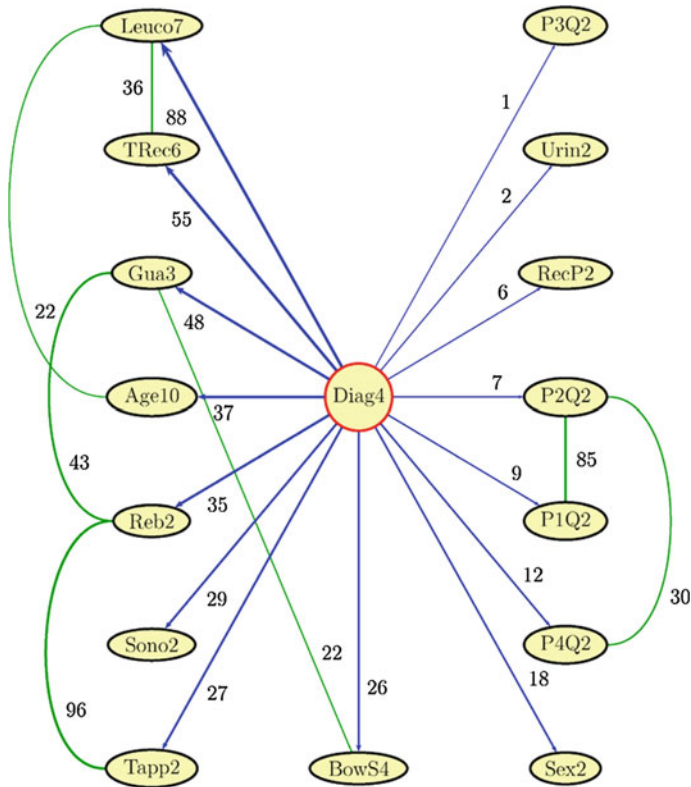 Leuco7
P3Q2
36
88
1
TRec6
Urin2
55
2
Gua3
RecP2
22
48
6
Diag4
7
Age10
37
P2Q2
43
85
9
35
Reb2
P1Q2
29
12
30
Sono2
22
P4Q2
96
27
26
18
Tapp2
BowS4
Sex2